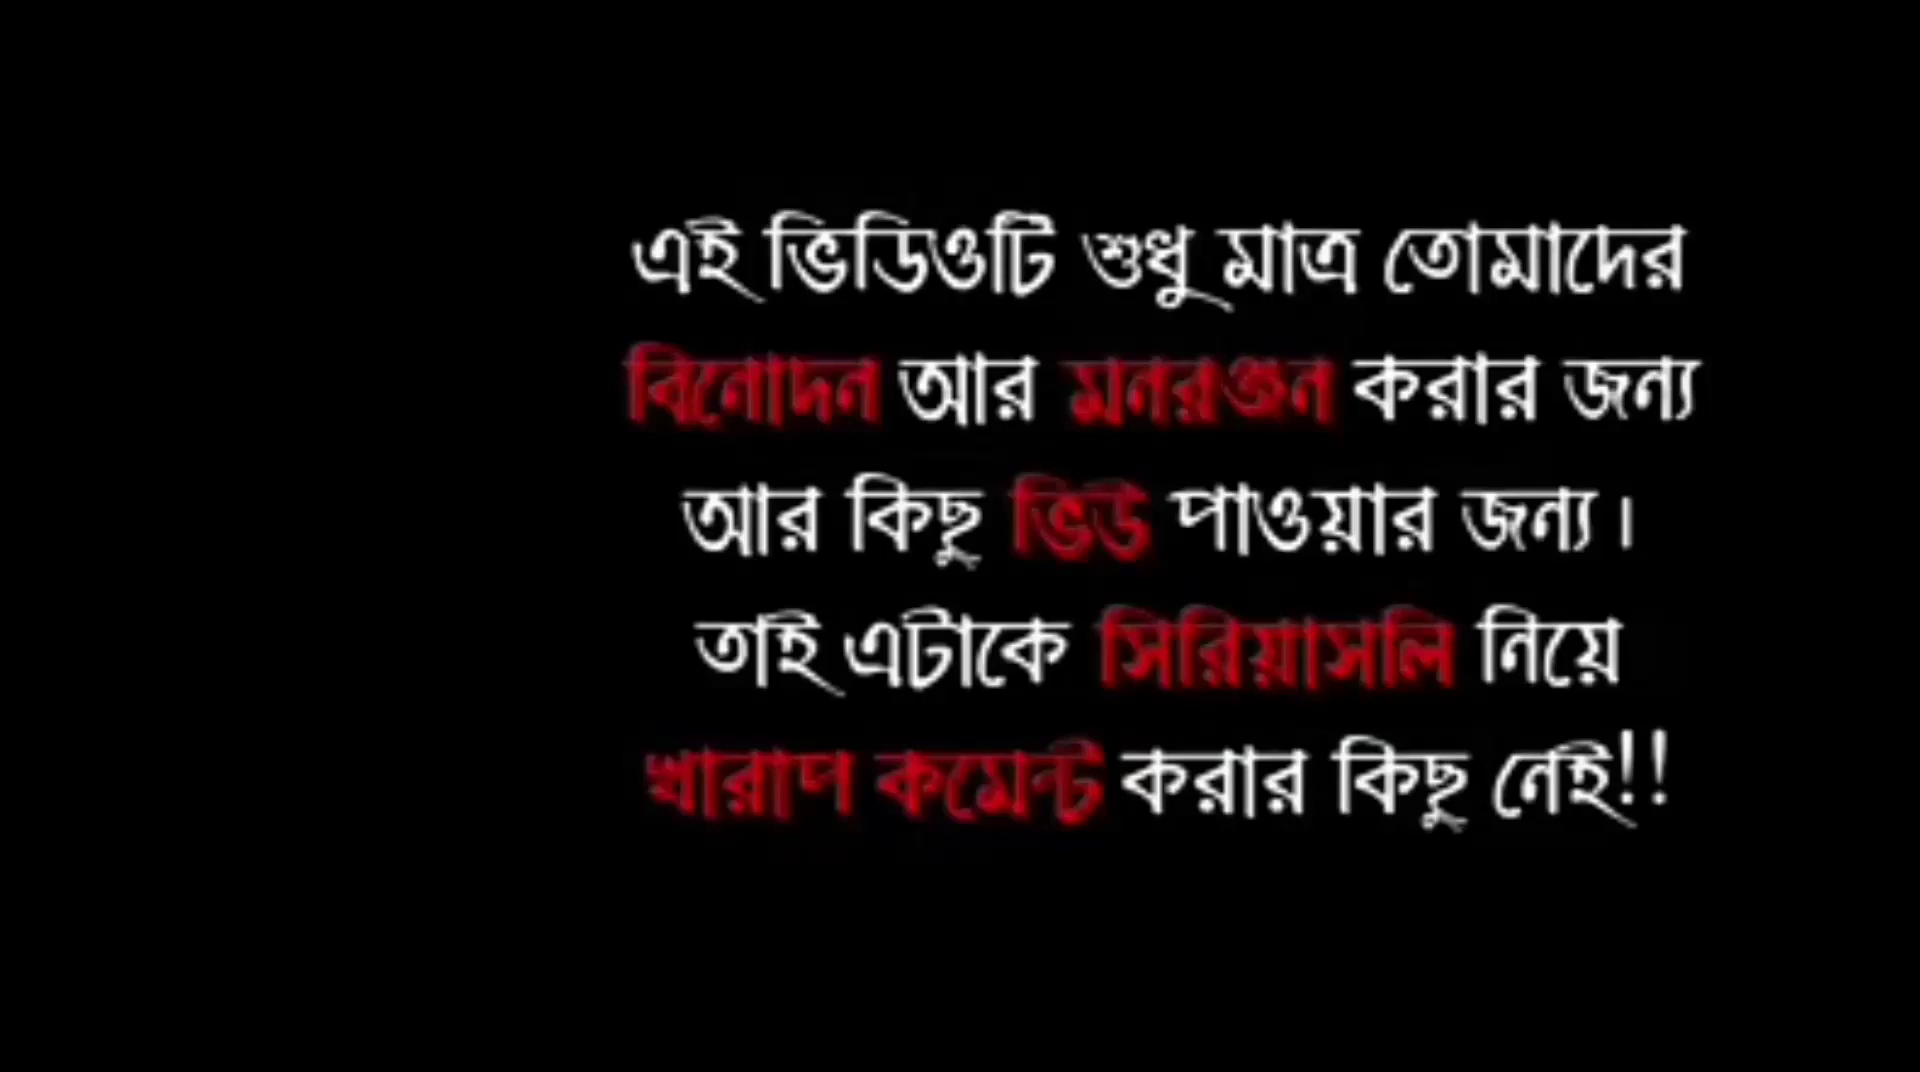 এই ভিডিওটি শুধু মাত্র তোমাদের
বিনোদন আর মনরঞ্জন করার জন্য
আর কিছু ভিউ পাওয়ার জন্য।
তাই এটাকে সিরিয়াসলি নিয়ে
খারাপ কমেন্ট করার কিছু নেই!!